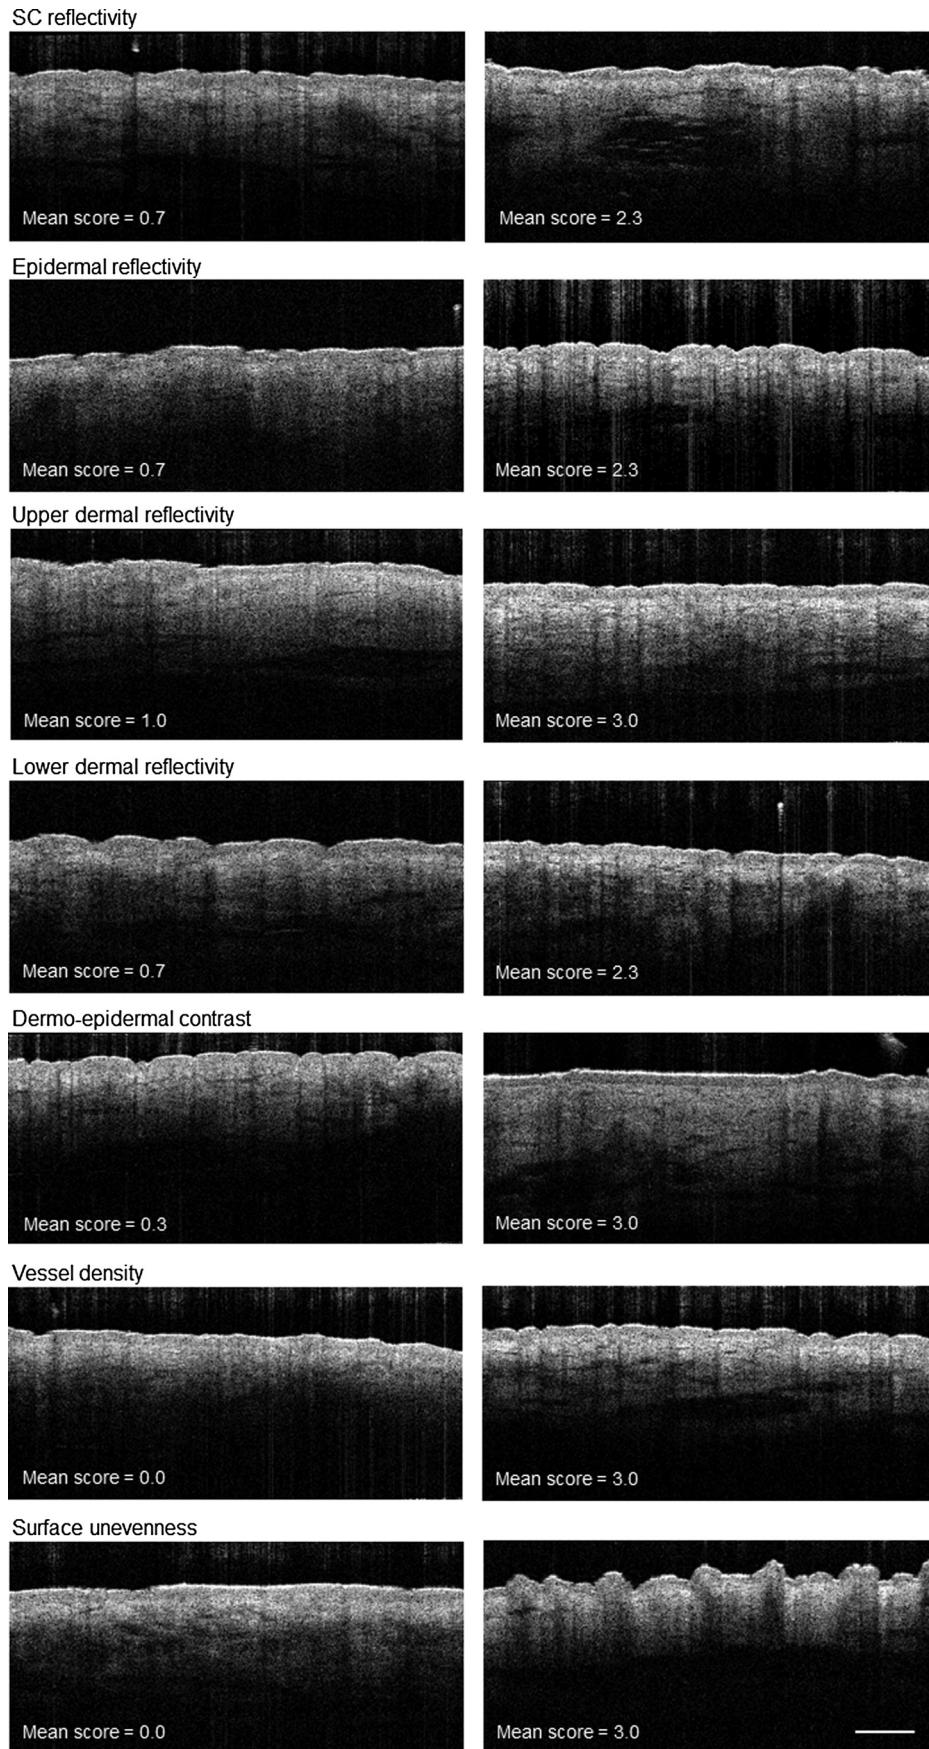 SC reflectivity
Mean score = 0.7
Mean score = 2.3
Epidermal reflectivity
Mean score = 0.7
Mean score = 2.3
Upper dermal reflectivity
Mean score = 1.0
Mean score = 3.0
Lower dermal reflectivity
Mean score = 0.7
Mean score = 2.3
Dermo-epidermal contrast
Mean score = 0.3
Mean score = 3.0
Vessel density
Mean score = 0.0
Mean score = 3.0
Surface unevenness
Mean score = 0.0
Mean score = 3.0